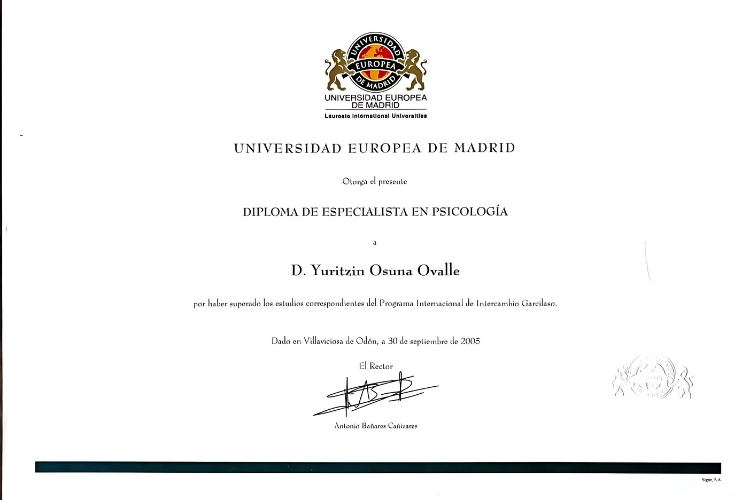 UNIVERSIDAD
EUROPEA
DE MADRID
UNIVERSIDAD EUROPEA
DE MADRID
Laureate International Universities
UNIVERSIDAD EUROPEA DE MADRID
Otorga el presente
DIPLOMA DE ESPECIALISTA EN PSICOLOGÍA
a
D. Yuritzin Osuna Ovalle
por haber superado los estudios correspondientes del Programa Internacional de Intercambio Garcilaso.
Dado en Villaviciosa de Odón, a 30 de septiembre de 2005
El Rector
Antonio Bañares Cañizares